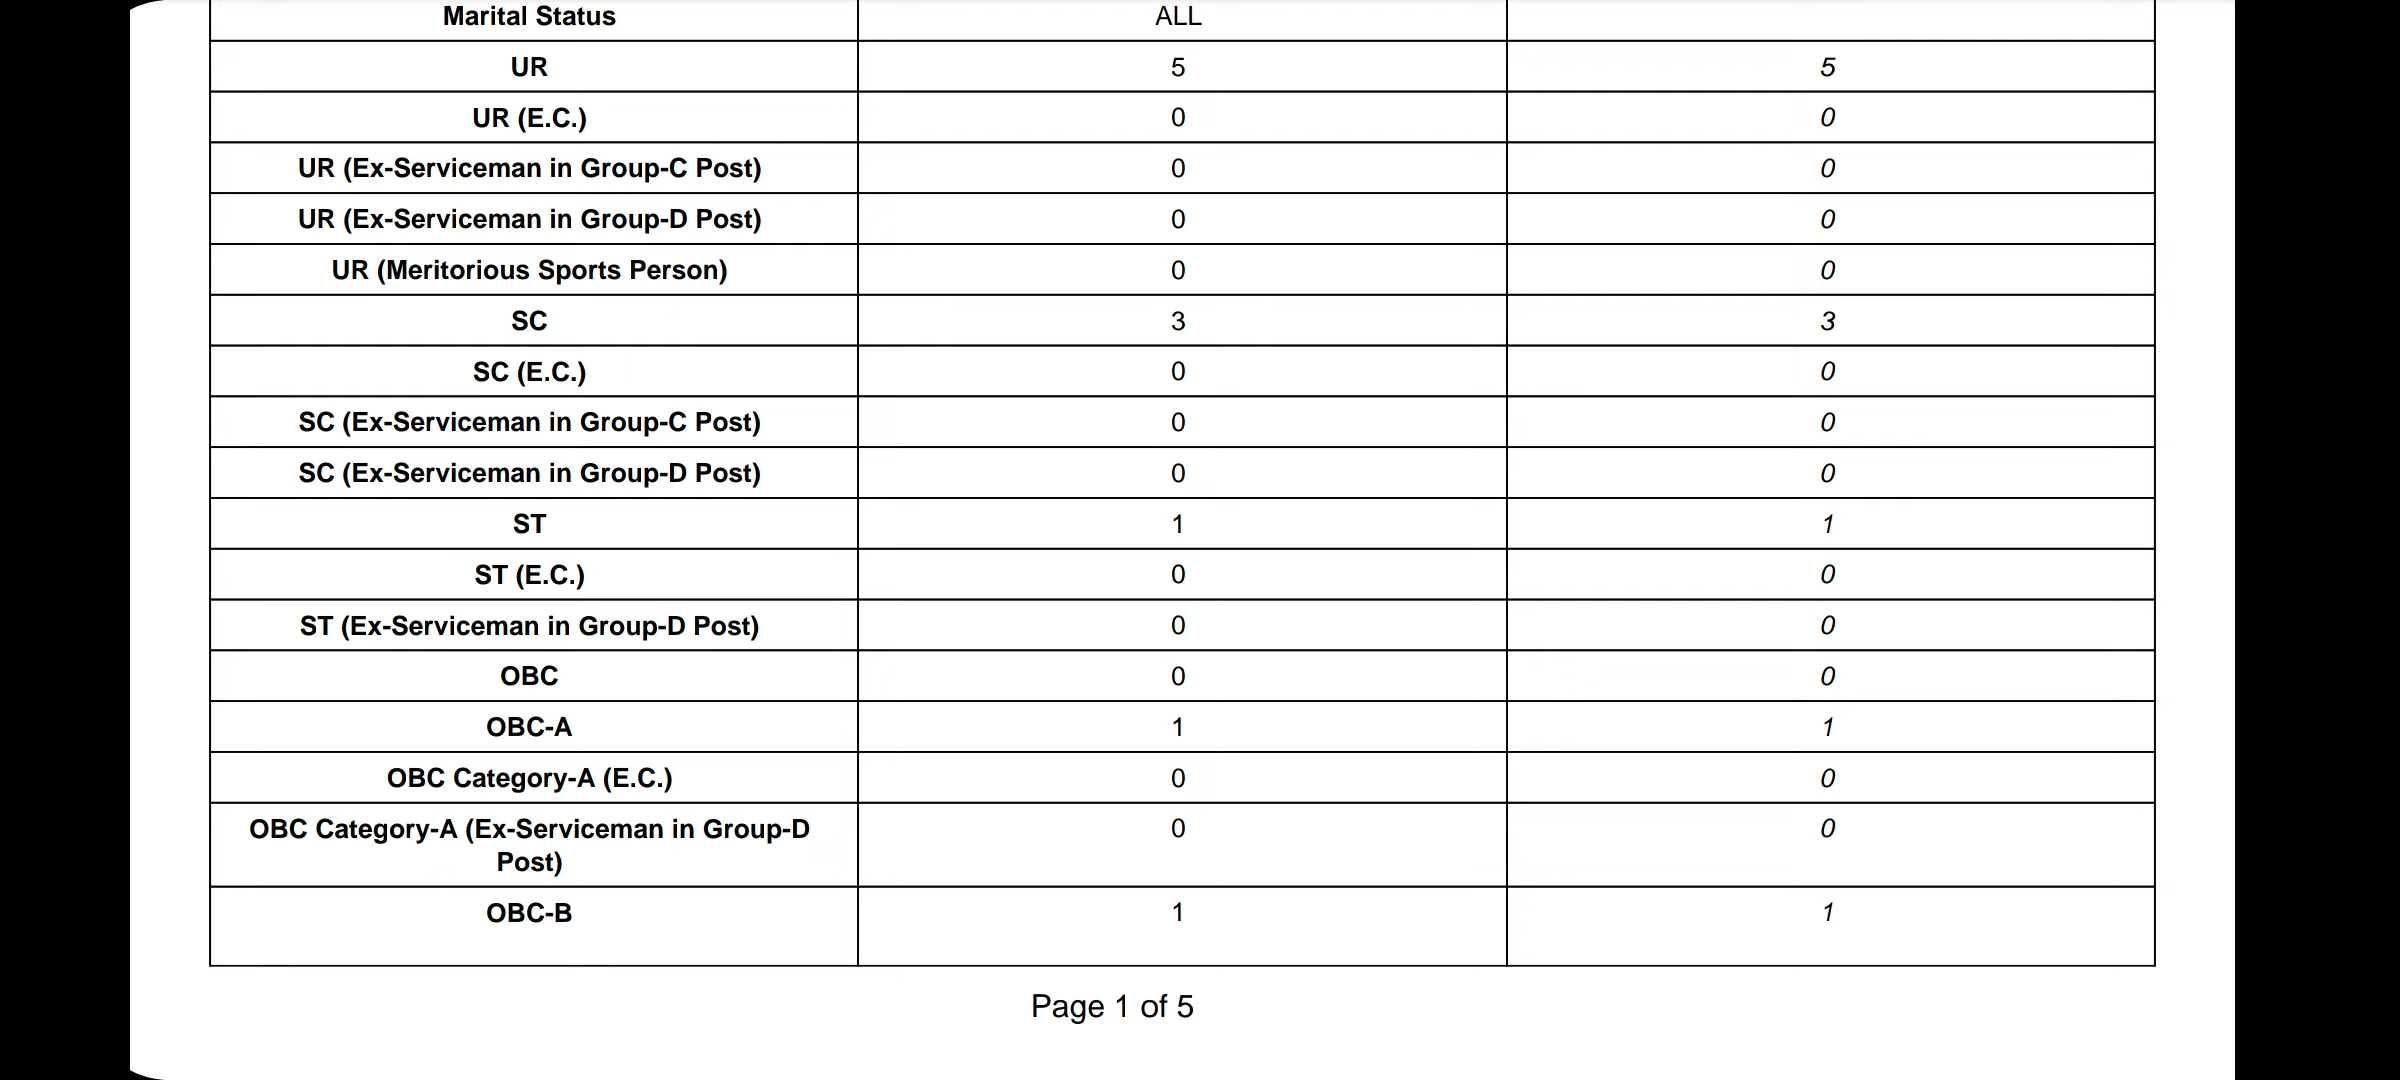 Marital Status ALL
UR 5 5
UR (E.C.) 0 0
UR (Ex-Serviceman in Group-C Post) 0 0
UR (Ex-Serviceman in Group-D Post) 0 0
UR (Meritorious Sports Person) 0 0
SC 3 3
SC (E.C.) 0 0
SC (Ex-Serviceman in Group-C Post) 0 0
SC (Ex-Serviceman in Group-D Post) 0 0
ST 1 1
ST (E.C.) 0 0
ST (Ex-Serviceman in Group-D Post) 0 0
OBC 0 0
OBC-A 1 1
OBC Category-A (E.C.) 0 0
OBC Category-A (Ex-Serviceman in Group-D 0 0
Post)
OBC-B 1 1
Page 1 of 5